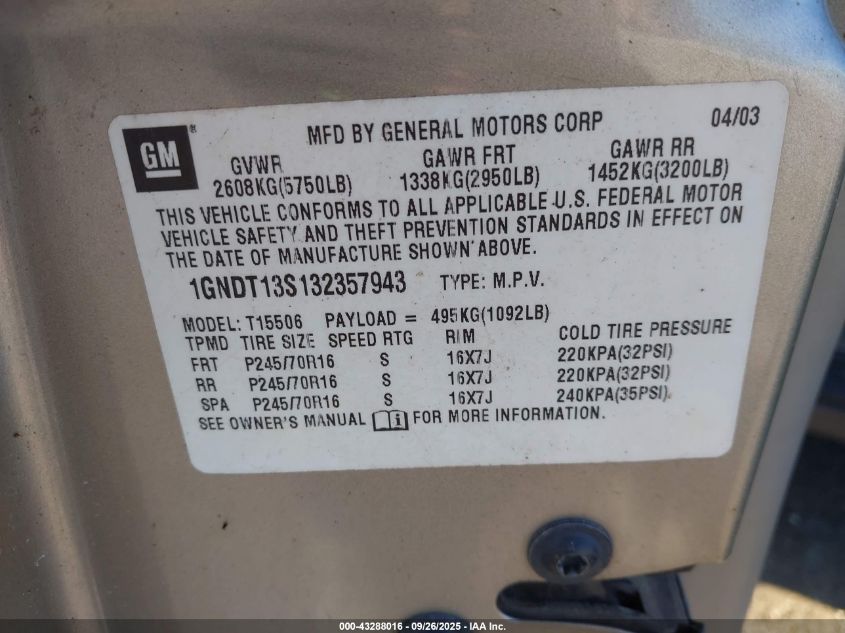 GM
MFD BY GENERAL MOTORS CORP 04/03
GVWR GAWR FRT GAWR RR
2608KG(5750LB) 1338KG(2950LB) 1452KG(3200LB)
THIS VEHICLE CONFORMS TO ALL APPLICABLE U.S. FEDERAL MOTOR
VEHICLE SAFETY AND THEFT PREVENTION STANDARDS IN EFFECT ON
THE DATE OF MANUFACTURE SHOWN ABOVE.
1GNDT13S132357943 TYPE: M.P.V.
MODEL: T15506 PAYLOAD = 495KG(1092LB)
TPMD TIRE SIZE SPEED RTG RIM COLD TIRE PRESSURE
FRT P245/70R16 S 16X7J 220KPA(32PSI)
RR P245/70R16 S 16X7J 220KPA(32PSI)
SPA P245/70R16 S 16X7J 240KPA(35PSI)
SEE OWNER'S MANUAL i FOR MORE INFORMATION.
000-43288016 - 09/26/2025 - IAA Inc.